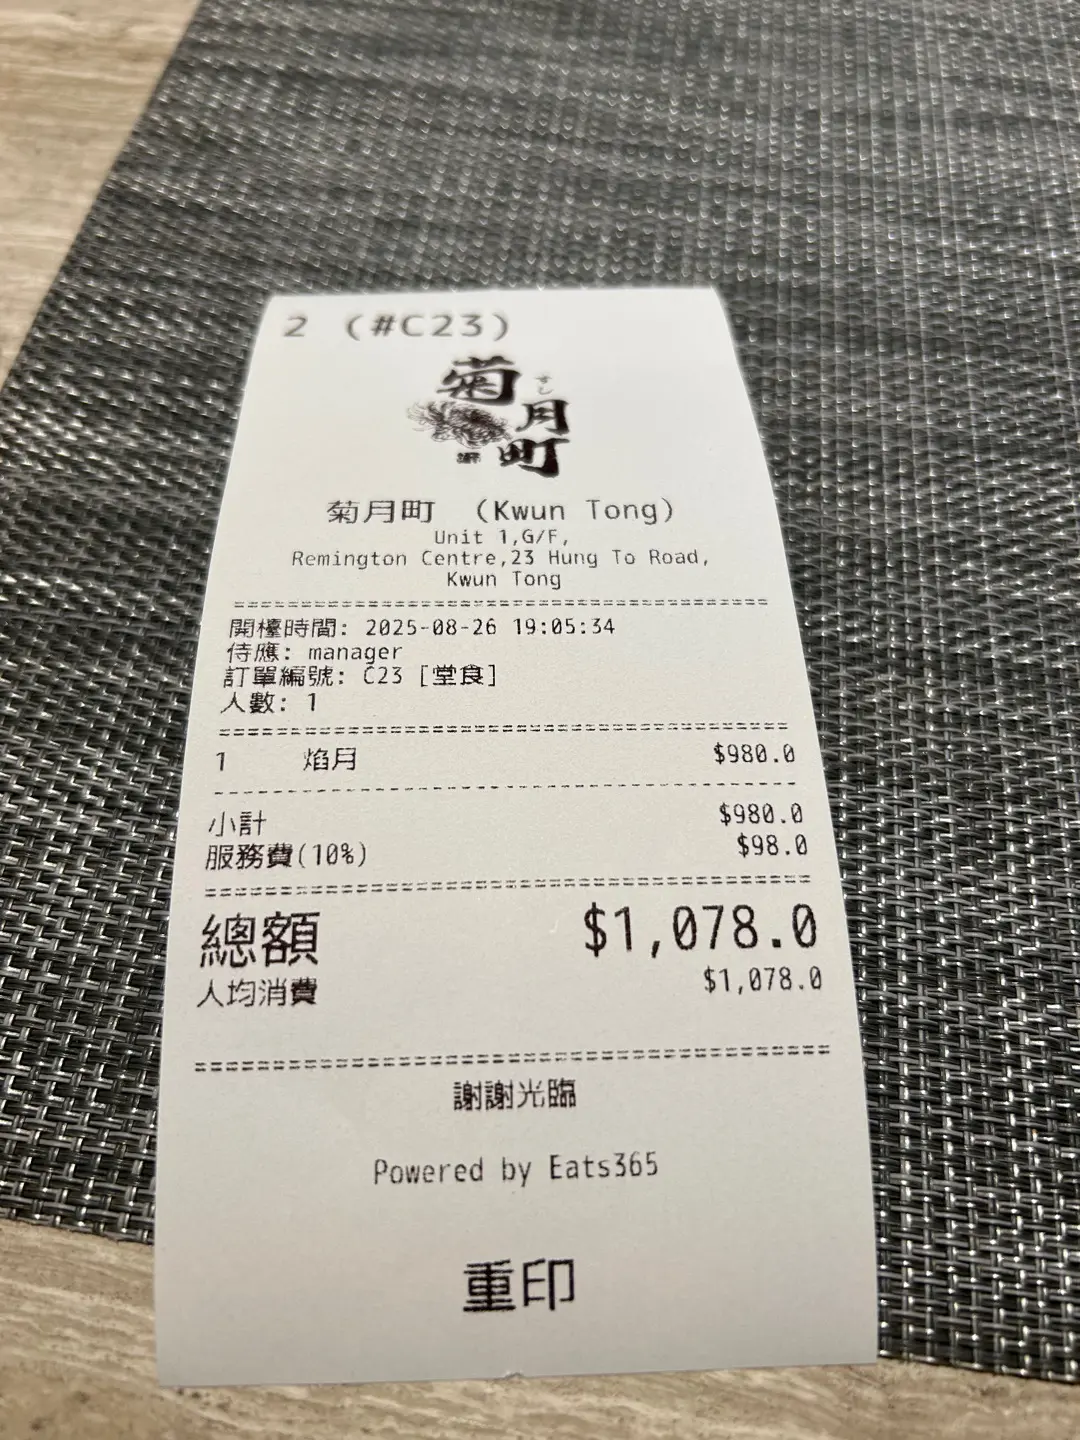 2 (#C23)
菊月町
すし
菊月町 (Kwun Tong)
Unit 1,G/F,
Remington Centre,23 Hung To Road,
Kwun Tong
開檯時間: 2025-08-26 19:05:34
侍應: manager
訂單編號: C23 [堂食]
人數: 1
1 焰月 $980.0
小計 $980.0
服務費(10%) $98.0
總額 $1,078.0
人均消費 $1,078.0
謝謝光臨
Powered by Eats365
重印